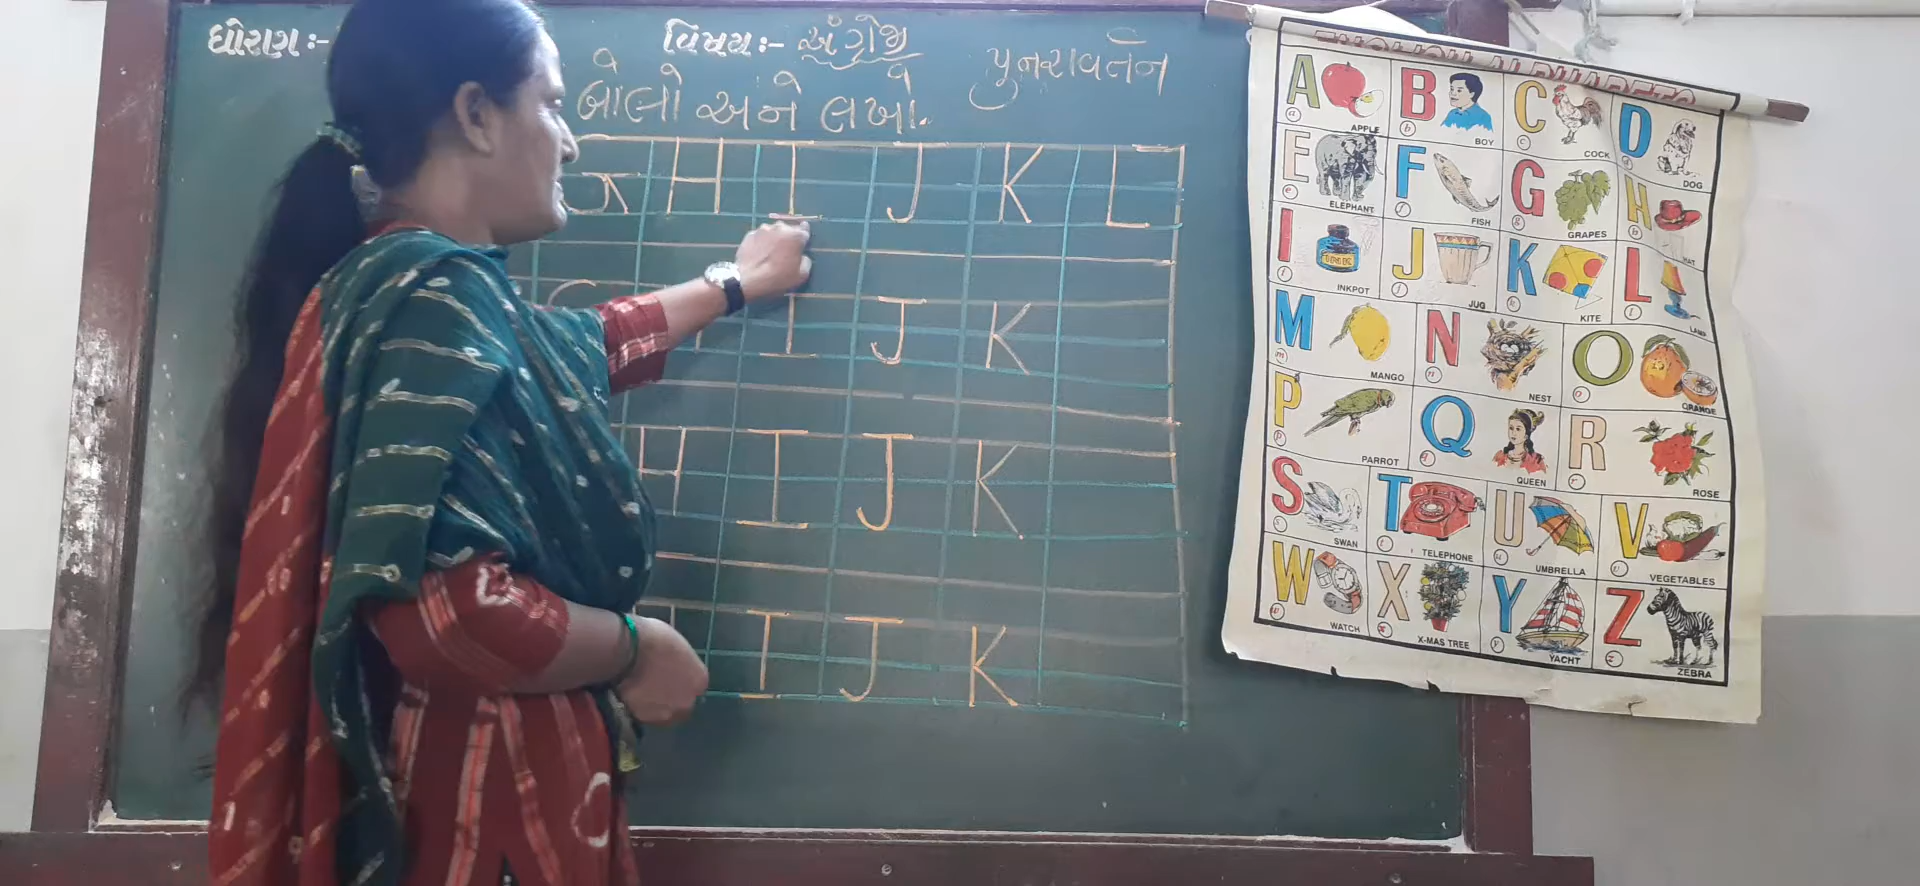 ધોરણ :-
વિષય :- અંગ્રેજી
પુનરાવર્તન
બોલો અને લખો.
G H I J K L
G I J K
H I J K
I J K
A a APPLE
B b BOY
C c COCK
D d DOG
E e ELEPHANT
F f FISH
G g GRAPES
H h HAT
I i INKPOT
INK
J j JUG
K k KITE
L l LAMP
M m MANGO
N n NEST
O o ORANGE
P p PARROT
Q q QUEEN
R r ROSE
S s SWAN
T t TELEPHONE
U u UMBRELLA
V v VEGETABLES
W w WATCH
X x X-MAS TREE
Y y YACHT
Z z ZEBRA